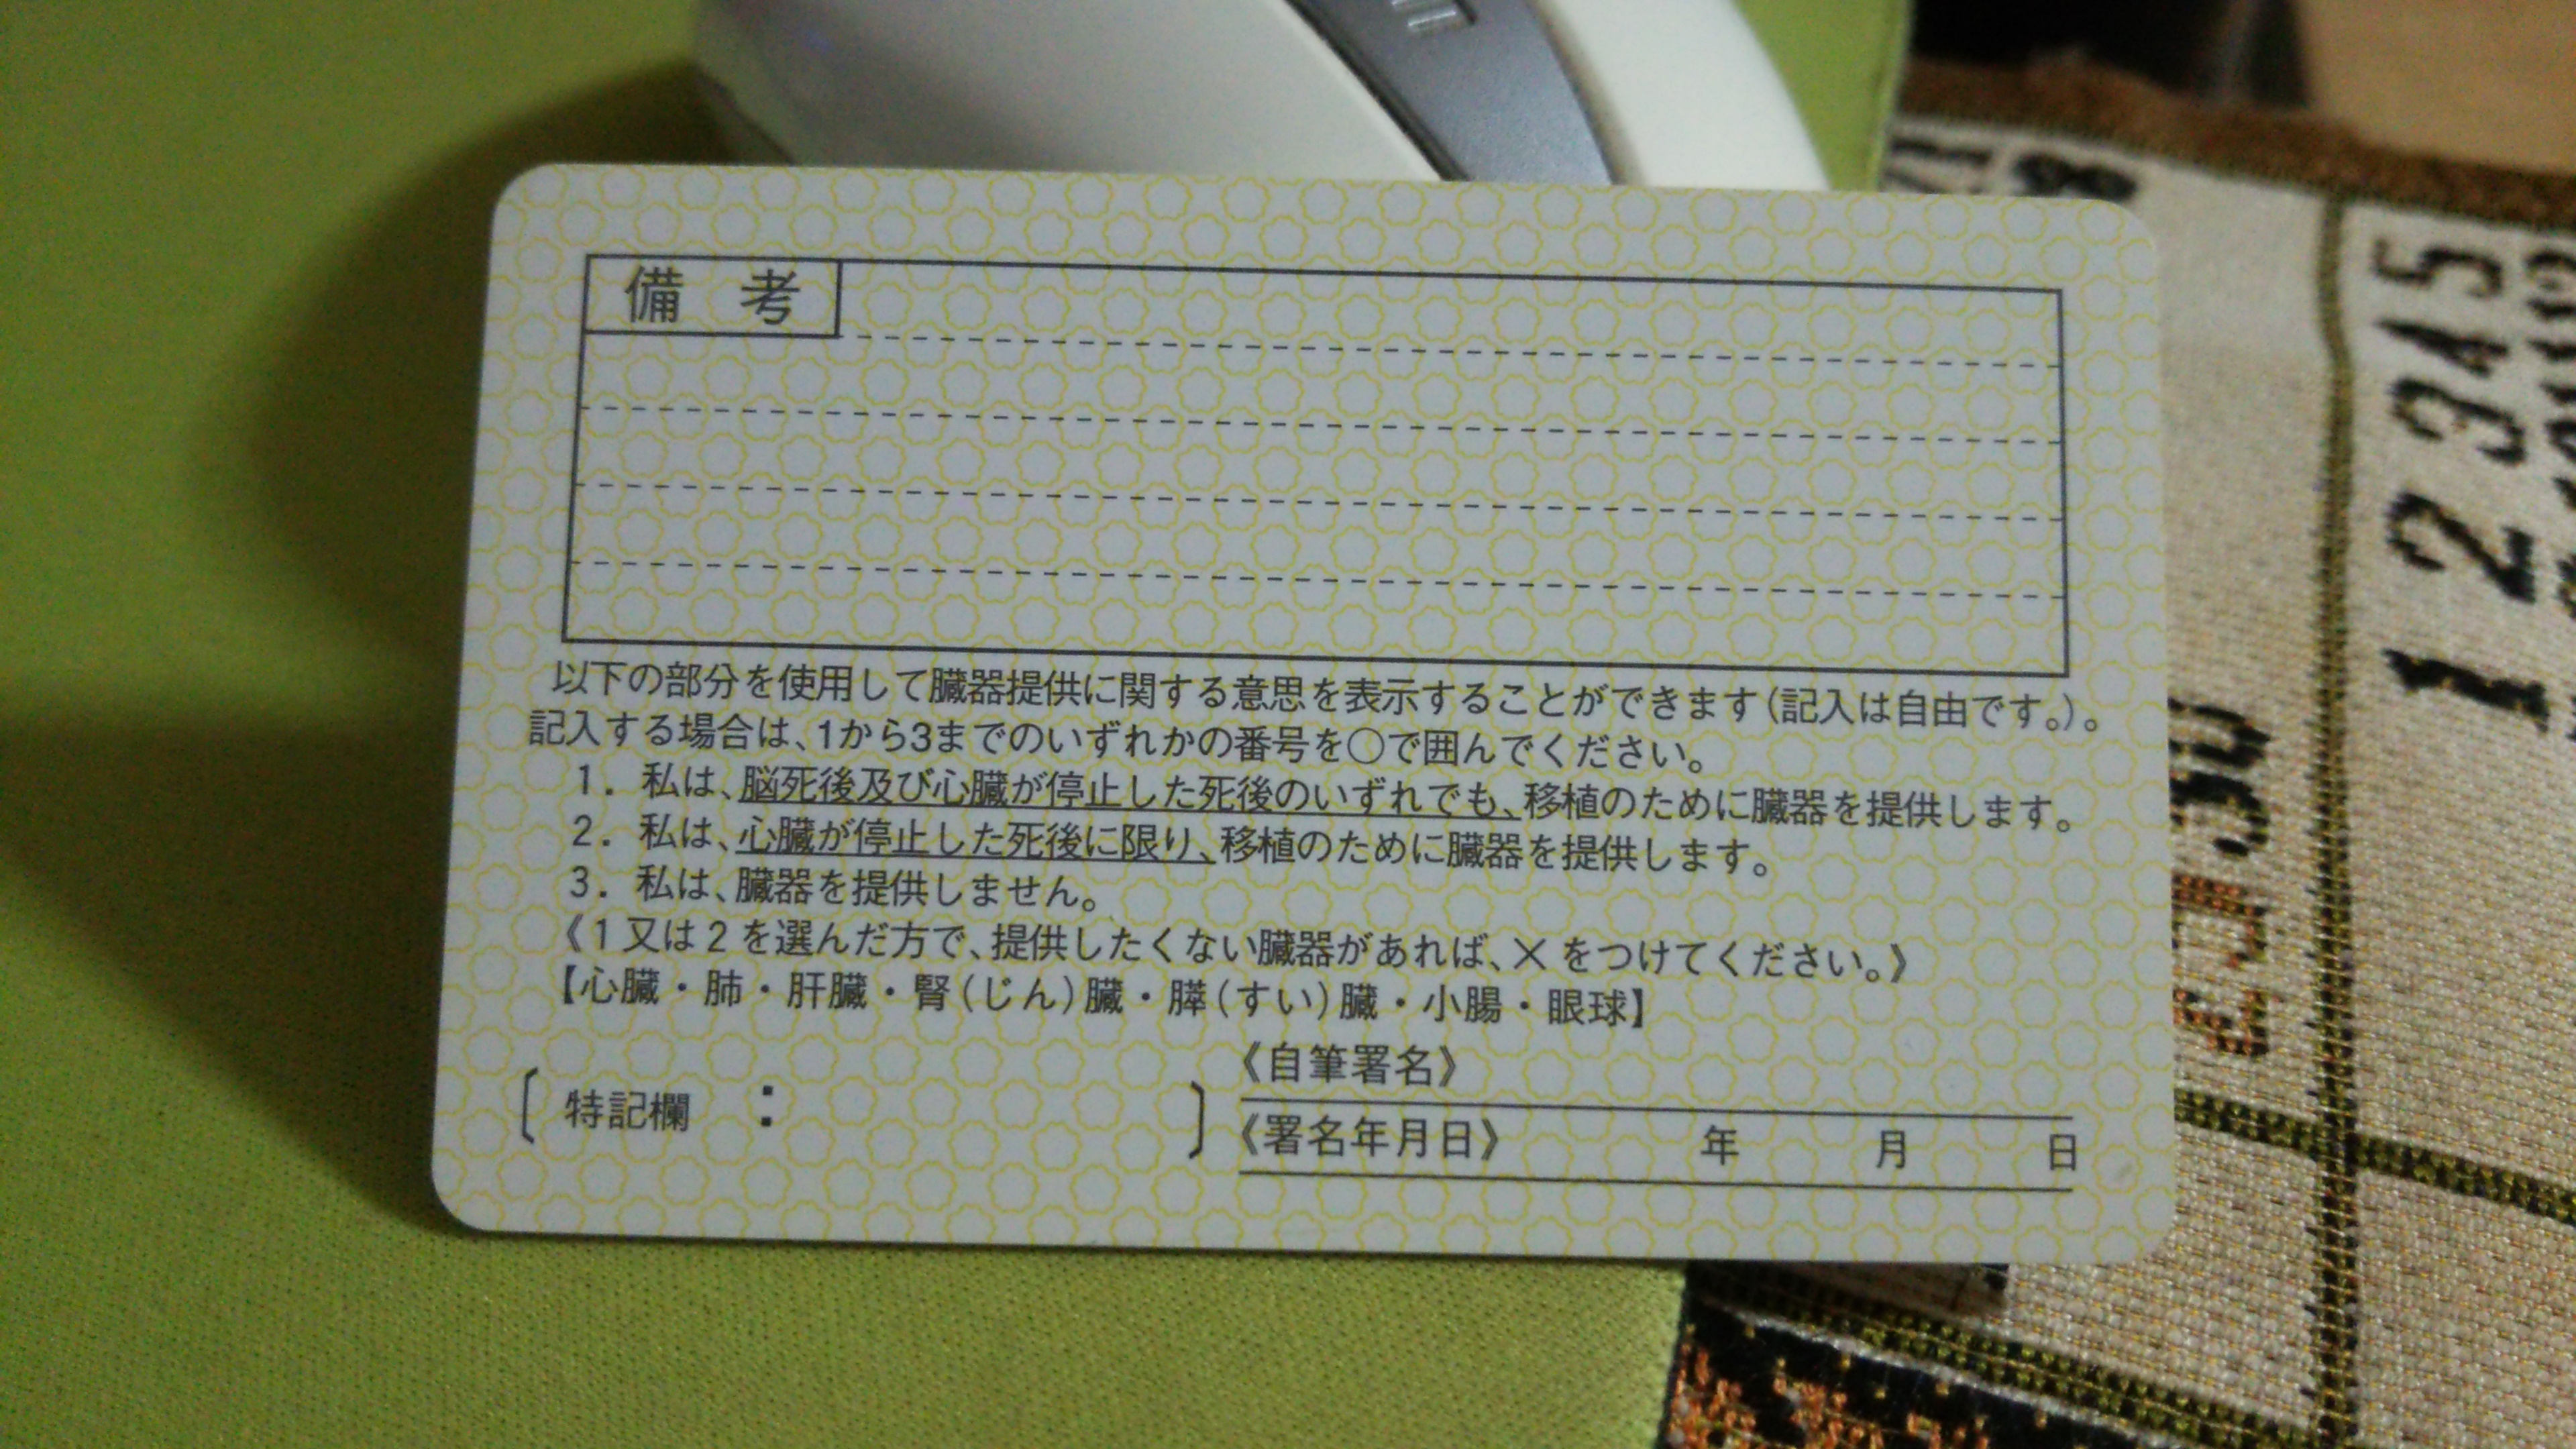 備 考
以下の部分を使用して臓器提供に関する意思を表示することができます(記入は自由です。)。
記入する場合は、1から3までのいずれかの番号を○で囲んでください。
1. 私は、脳死後及び心臓が停止した死後のいずれでも、移植のために臓器を提供します。
2. 私は、心臓が停止した死後に限り、移植のために臓器を提供します。
3. 私は、臓器を提供しません。
《1又は2を選んだ方で、提供したくない臓器があれば、×をつけてください。》
【心臓・肺・肝臓・腎(じん)臓・膵(すい)臓・小腸・眼球】
〔特記欄 : 〕
《自筆署名》
《署名年月日》 年 月 日
1 2 3 4 5
30